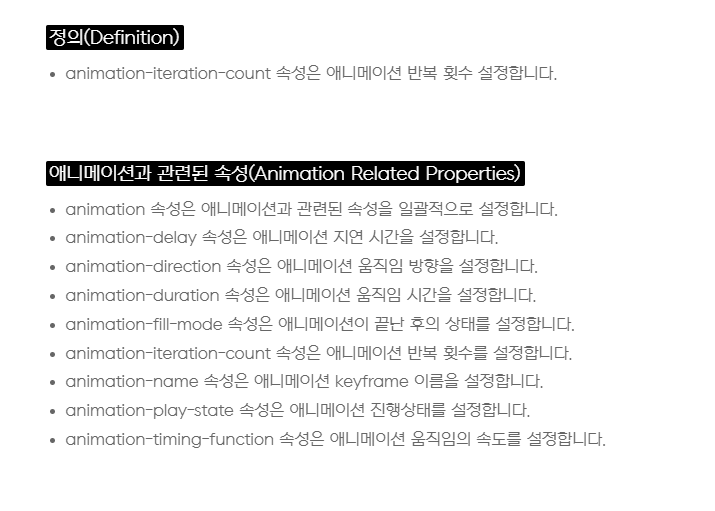 정의(Definition)
animation-iteration-count 속성은 애니메이션 반복 횟수 설정합니다.
애니메이션과 관련된 속성(Animation Related Properties)
animation 속성은 애니메이션과 관련된 속성을 일괄적으로 설정합니다.
animation-delay 속성은 애니메이션 지연 시간을 설정합니다.
animation-direction 속성은 애니메이션 움직임 방향을 설정합니다.
animation-duration 속성은 애니메이션 움직임 시간을 설정합니다.
animation-fill-mode 속성은 애니메이션이 끝난 후의 상태를 설정합니다.
animation-iteration-count 속성은 애니메이션 반복 횟수를 설정합니다.
animation-name 속성은 애니메이션 keyframe 이름을 설정합니다.
animation-play-state 속성은 애니메이션 진행상태를 설정합니다.
animation-timing-function 속성은 애니메이션 움직임의 속도를 설정합니다.